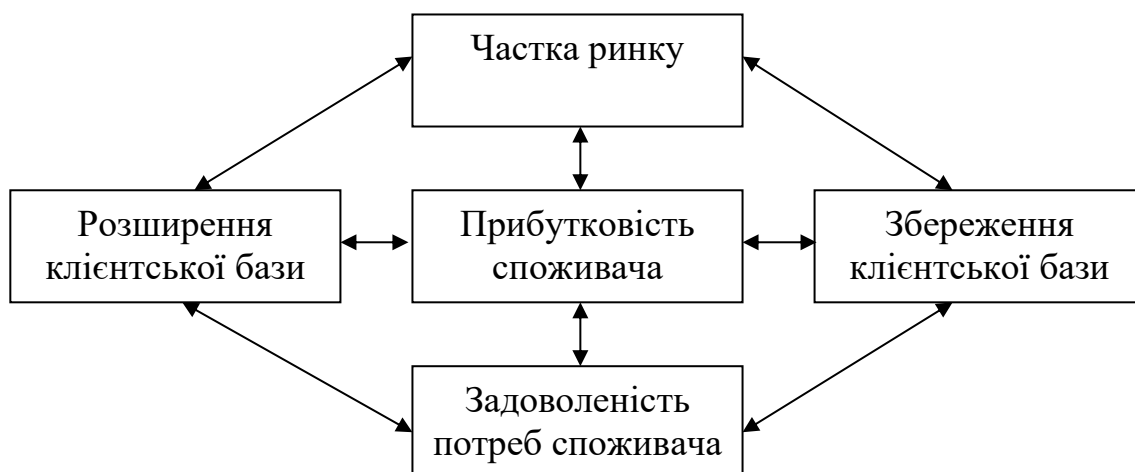 Частка ринку
Розширення
клієнтської бази
Прибутковість
споживача
Збереження
клієнтської бази
Задоволеність
потреб споживача